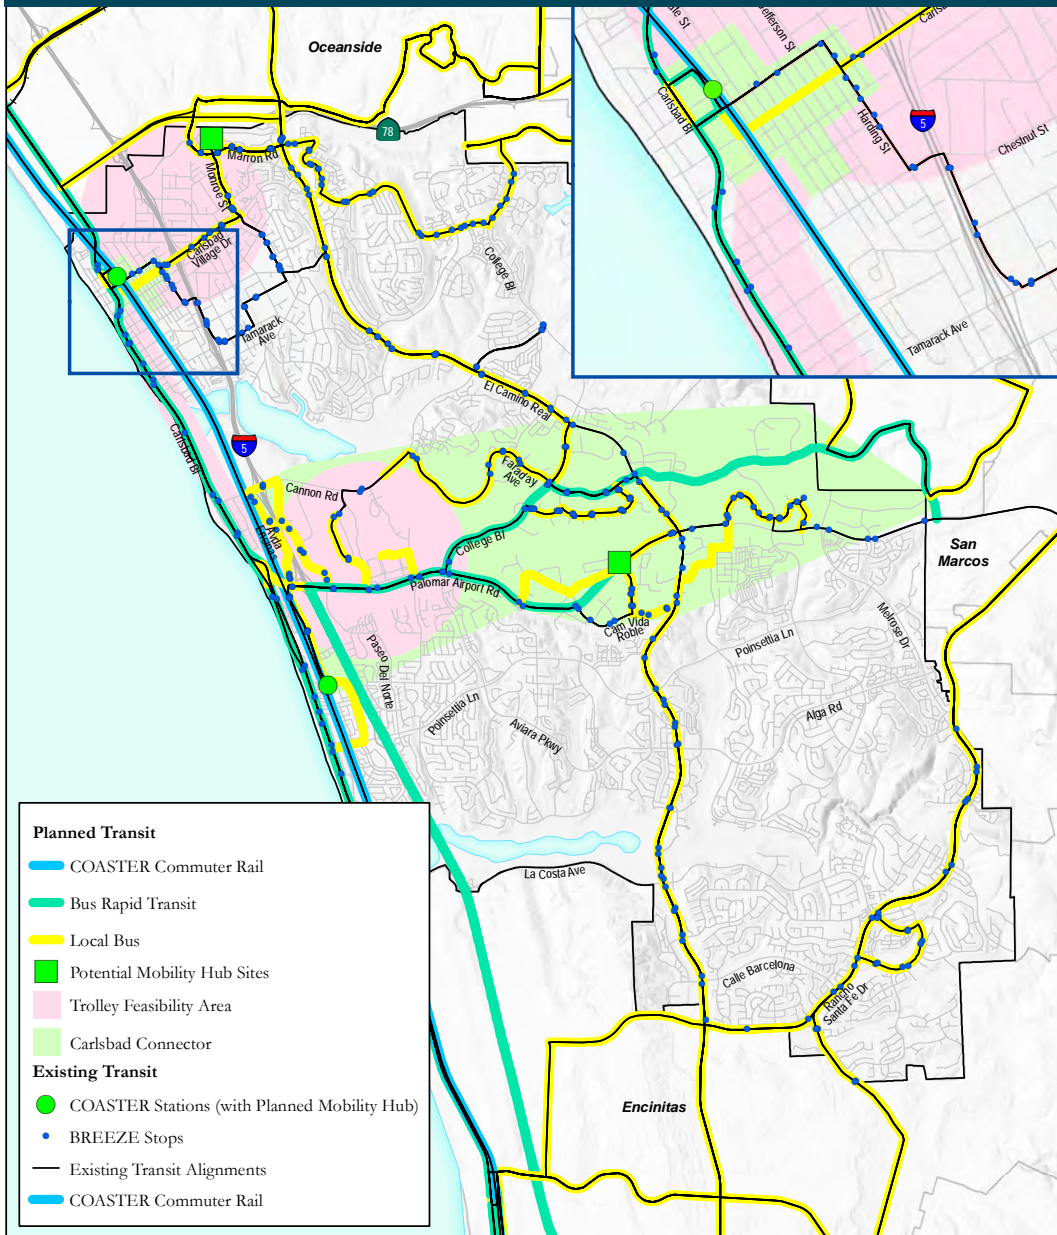 Oceanside
78
Marron Rd
Monroe St
Carlsbad
Village Dr
Tamarack
Ave
College Bl
El Camino Real
Carlsbad Bl
5
Cannon Rd
Faraday
Ave
Avda
Encinas
College Bl
Palomar Airport Rd
Cam Vida
Roble
San
Marcos
Melrose Dr
Poinsettia Ln
Paseo
Del Norte
Poinsettia Ln
Aviara Pkwy
Alga Rd
La Costa Ave
Calle Barcelona
Rancho
Santa Fe Dr
Encinitas
Jefferson St
Carlsbad Bl
Harding St
5
Chestnut St
Tamarack Ave
Planned Transit
COASTER Commuter Rail
Bus Rapid Transit
Local Bus
Potential Mobility Hub Sites
Trolley Feasibility Area
Carlsbad Connector
Existing Transit
COASTER Stations (with Planned Mobility Hub)
BREEZE Stops
Existing Transit Alignments
COASTER Commuter Rail